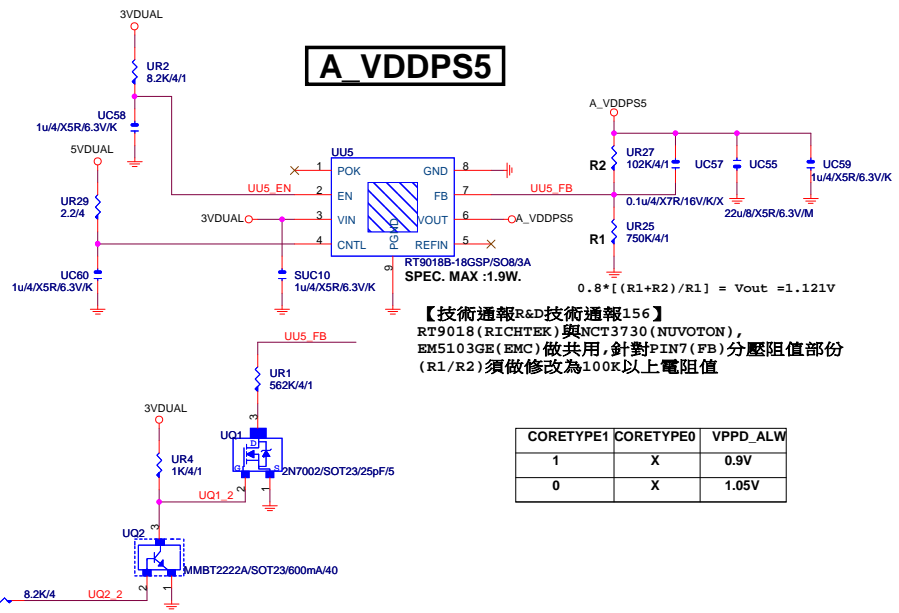 3VDUAL
UR2
8.2K/4/1
A_VDDPS5
UC58
1u/4/X5R/6.3V/K
5VDUAL
UR29
2.2/4
UC60
1u/4/X5R/6.3V/K
UU5_EN
3VDUAL
SUC10
1u/4/X5R/6.3V/K
UU5
1
POK
2
EN
3
VIN
4
CNTL
GND
8
FB
7
VOUT
6
REFIN
5
PGND
9
RT9018B-18GSP/SO8/3A
SPEC. MAX :1.9W.
UU5_FB
A_VDDPS5
A_VDDPS5
R2
UR27
102K/4/1
UC57
0.1u/4/X7R/16V/K/X
UC55
22u/8/X5R/6.3V/M
UC59
1u/4/X5R/6.3V/K
R1
UR25
750K/4/1
0.8*[(R1+R2)/R1] = Vout =1.121V
【技術通報R&D技術通報156】
RT9018(RICHTEK)與NCT3730(NUVOTON),
EM5103GE(EMC)做共用,針對PIN7(FB)分壓阻值部份
(R1/R2)須做修改為100K以上電阻值
UU5_FB
UR1
562K/4/1
3
UQ1
D
G
S
2N7002/SOT23/25pF/5
2
1
3VDUAL
UR4
1K/4/1
UQ1_2
3
UQ2
MMBT2222A/SOT23/600mA/40
2
1
8.2K/4
UQ2_2
CORETYPE1 CORETYPE0 VPPD_ALW
1 X 0.9V
0 X 1.05V